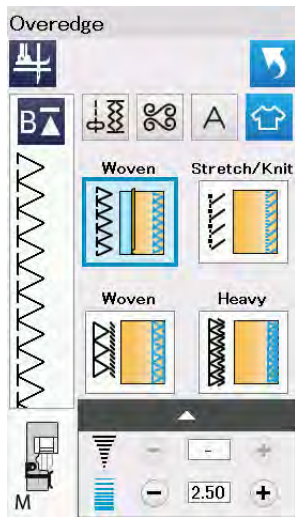 Overedge
B
A
Woven Stretch/Knit
Woven Heavy
- - +
M
- 2.50 +